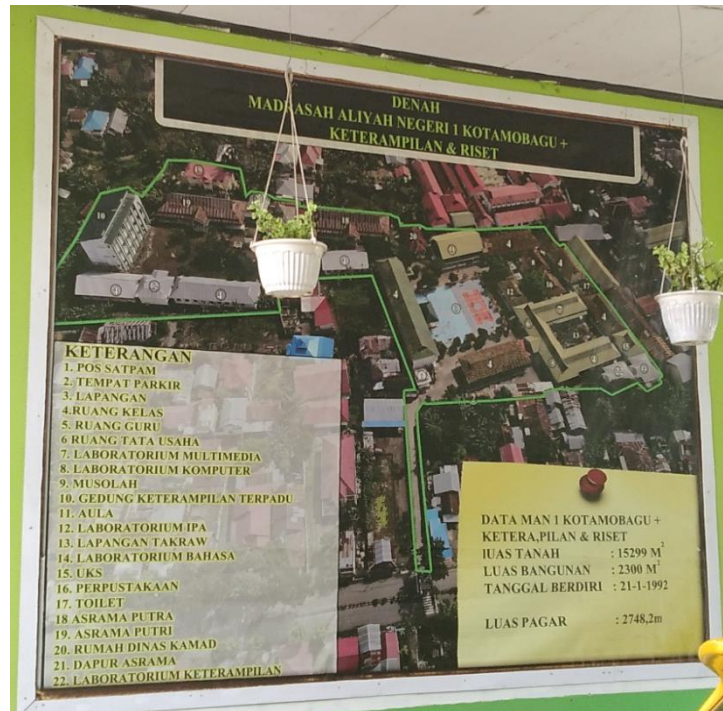 DENAH
MADRASAH ALIYAH NEGERI 1 KOTAMOBAGU +
KETERAMPILAN & RISET
KETERANGAN
1. POS SATPAM
2. TEMPAT PARKIR
3. LAPANGAN
4.RUANG KELAS
5. RUANG GURU
6 RUANG TATA USAHA
7. LABORATORIUM MULTIMEDIA
8. LABORATORIUM KOMPUTER
9. MUSOLAH
10. GEDUNG KETERAMPILAN TERPADU
11. AULA
12. LABORATORIUM IPA
13. LAPANGAN TAKRAW
14. LABORATORIUM BAHASA
15. UKS
16. PERPUSTAKAAN
17. TOILET
18 ASRAMA PUTRA
19. ASRAMA PUTRI
20. RUMAH DINAS KAMAD
21. DAPUR ASRAMA
22. LABORATORIUM KETERAMPILAN
DATA MAN 1 KOTAMOBAGU +
KETERA,PILAN & RISET
IUAS TANAH : 15299 M²
LUAS BANGUNAN : 2300 M²
TANGGAL BERDIRI : 21-1-1992
LUAS PAGAR : 2748,2m